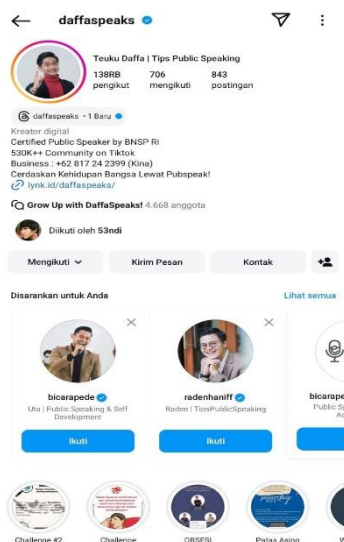 daffaspeaks
Teuku Daffa | Tips Public Speaking
138RB 706 843
pengikut mengikuti postingan
daffaspeaks • 1 Baru
Kreator digital
Certified Public Speaker by BNSP RI
530K++ Community on Tiktok
Business : +62 817 24 2399 (Kina)
Cerdaskan Kehidupan Bangsa Lewat Pubspeak!
lynk.id/daffaspeaks/
Grow Up with DaffaSpeaks! 4.668 anggota
Diikuti oleh 53ndi
Mengikuti Kirim Pesan Kontak
Disarankan untuk Anda Lihat semua
bicarapede radenhaniff bicarape
Uta | Public Speaking & Self Development
Raden | TipsPublicSpeaking
Public S
Ikuti Ikuti
Challenge #2 Challenge OBSESI Patas Asing W